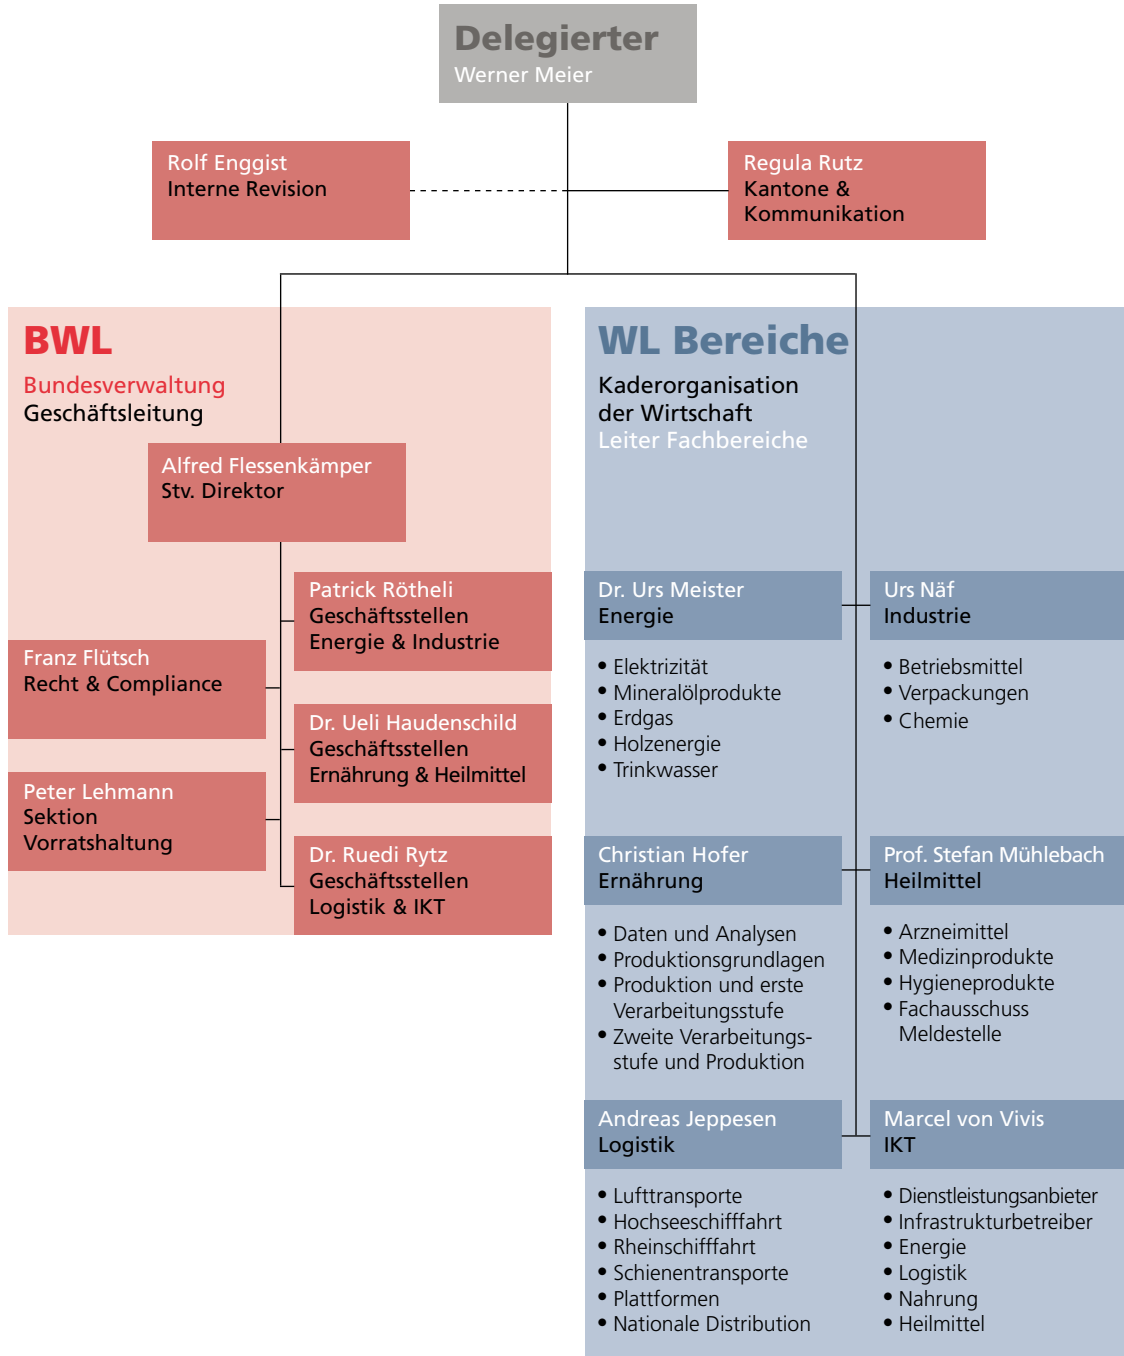 Delegierter
Werner Meier
Rolf Enggist
Interne Revision
Regula Rutz
Kantone &
Kommunikation
BWL
Bundesverwaltung
Geschäftsleitung
Alfred Flessenkämper
Stv. Direktor
Patrick Rötheli
Geschäftsstellen
Energie & Industrie
Franz Flütsch
Recht & Compliance
Dr. Ueli Haudenschild
Geschäftsstellen
Ernährung & Heilmittel
Peter Lehmann
Sektion
Vorratshaltung
Dr. Ruedi Rytz
Geschäftsstellen
Logistik & IKT
WL Bereiche
Kaderorganisation
der Wirtschaft
Leiter Fachbereiche
Dr. Urs Meister
Energie
• Elektrizität
• Mineralölprodukte
• Erdgas
• Holzenergie
• Trinkwasser
Urs Näf
Industrie
• Betriebsmittel
• Verpackungen
• Chemie
Christian Hofer
Ernährung
• Daten und Analysen
• Produktionsgrundlagen
• Produktion und erste
Verarbeitungsstufe
• Zweite Verarbeitungs-
stufe und Produktion
Prof. Stefan Mühlebach
Heilmittel
• Arzneimittel
• Medizinprodukte
• Hygieneprodukte
• Fachausschuss
Meldestelle
Andreas Jeppesen
Logistik
• Lufttransporte
• Hochseeschifffahrt
• Rheinschifffahrt
• Schienentransporte
• Plattformen
• Nationale Distribution
Marcel von Vivis
IKT
• Dienstleistungsanbieter
• Infrastrukturbetreiber
• Energie
• Logistik
• Nahrung
• Heilmittel